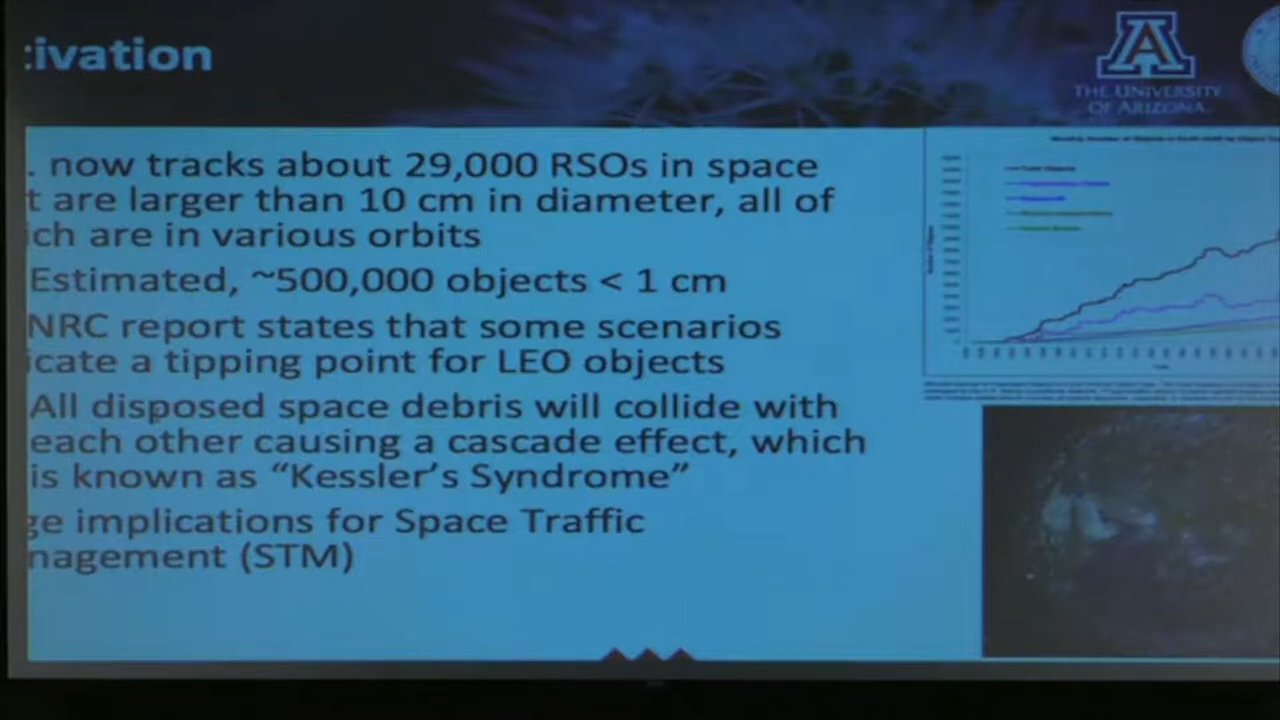 :ivation
THE UNIVERSITY
OF ARIZONA
. now tracks about 29,000 RSOs in space
t are larger than 10 cm in diameter, all of
ich are in various orbits
Estimated, ~500,000 objects < 1 cm
NRC report states that some scenarios
icate a tipping point for LEO objects
All disposed space debris will collide with
each other causing a cascade effect, which
is known as “Kessler’s Syndrome”
ge implications for Space Traffic
nagement (STM)